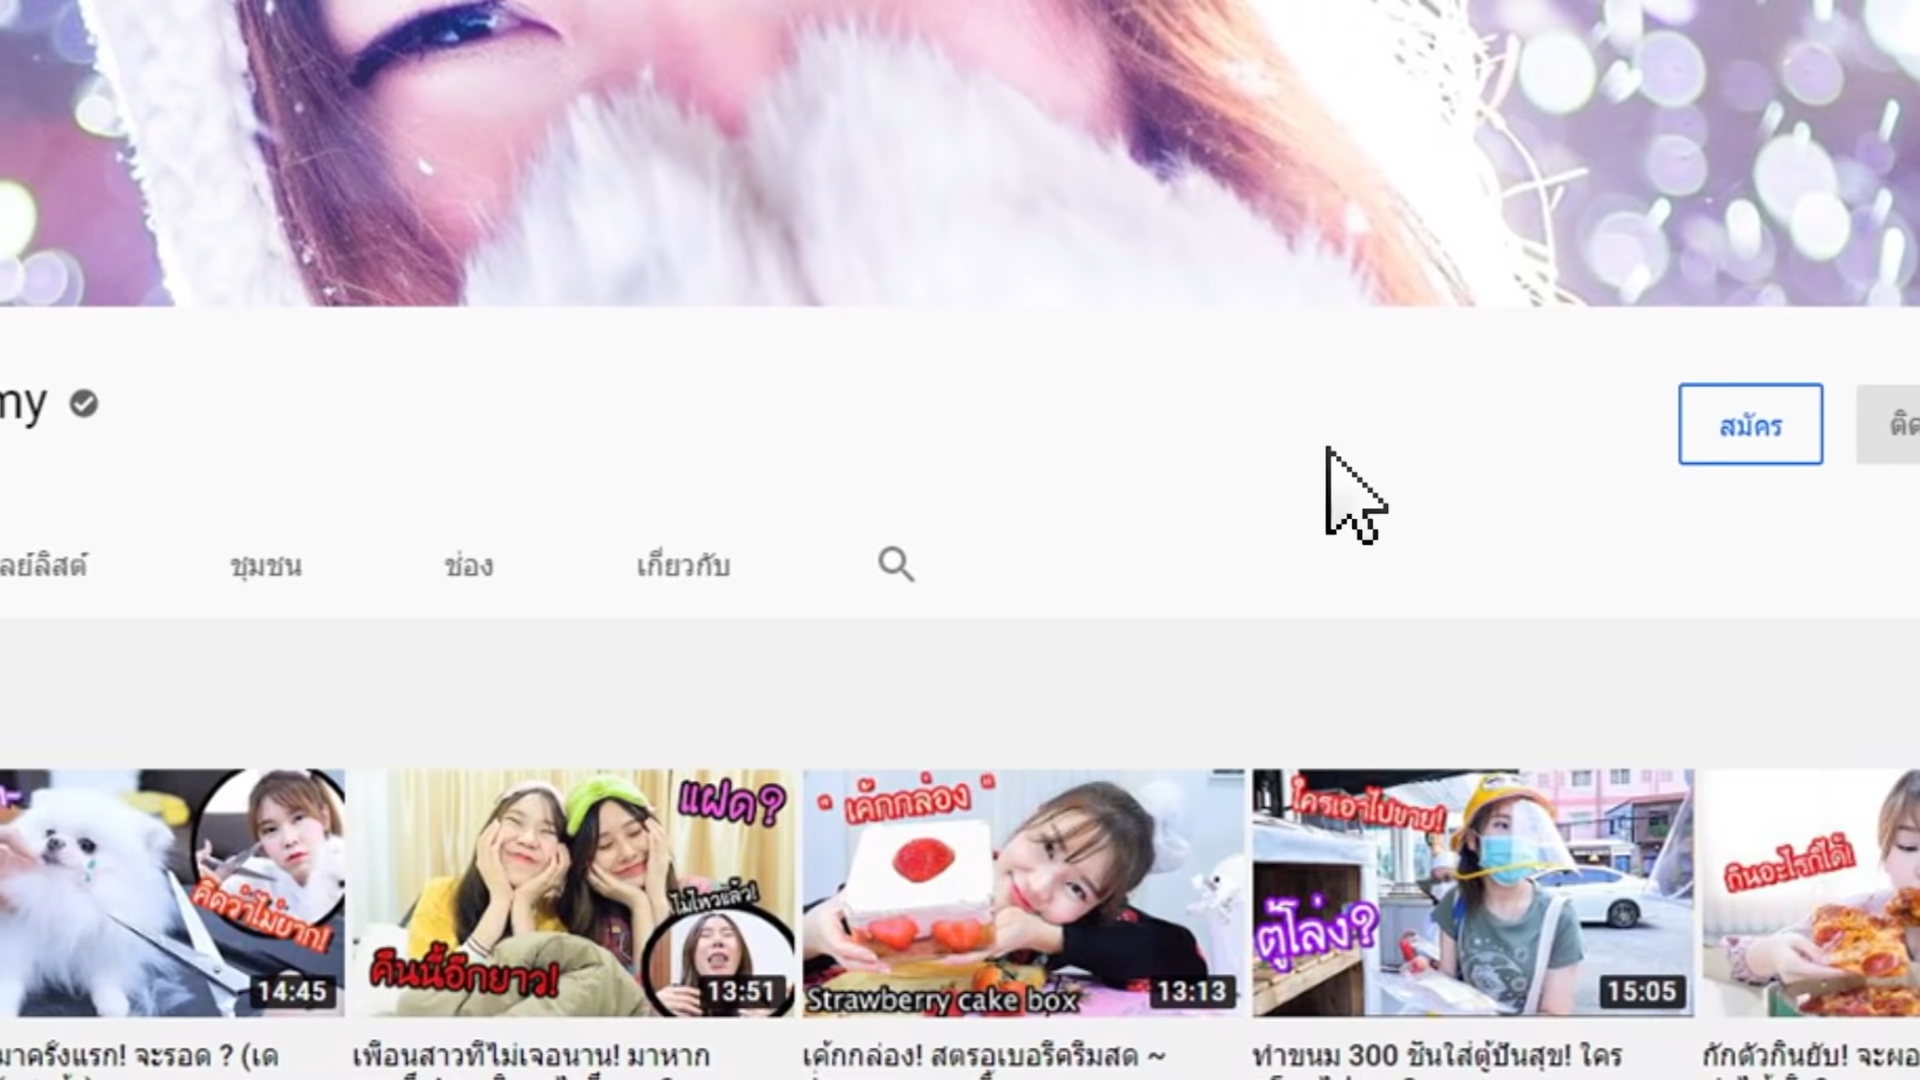 my
สมัคร
ติด
ลย์ลิสต์ ชุมชน ช่อง เกี่ยวกับ
คิดว่าไม่ยาก!
14:45
แฝด?
ไม่ไหวแล้ว!
คืนนี้อีกยาว!
13:51
" เค้กกล่อง "
Strawberry cake box
13:13
ใครเอาไปขาย!
ตู้โล่ง?
15:05
กินอะไรก็ได้!
มาครั้งแรก! จะรอด ? (เด
เพื่อนสาวที่ไม่เจอนาน! มาหาก
เค้กกล่อง! สตรอเบอรี่ครีมสด ~
ทำขนม 300 ชิ้นใส่ตู้ปันสุข! ใคร
กักตัวกินยับ! จะผอ